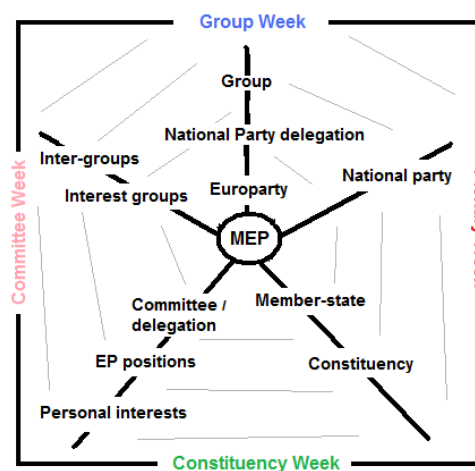 Group Week
Group
National Party delegation
Inter-groups
National party
Interest groups
Europarty
Committee Week
MEP
Member-state
Committee /
delegation
EP positions
Constituency
Personal interests
Constituency Week